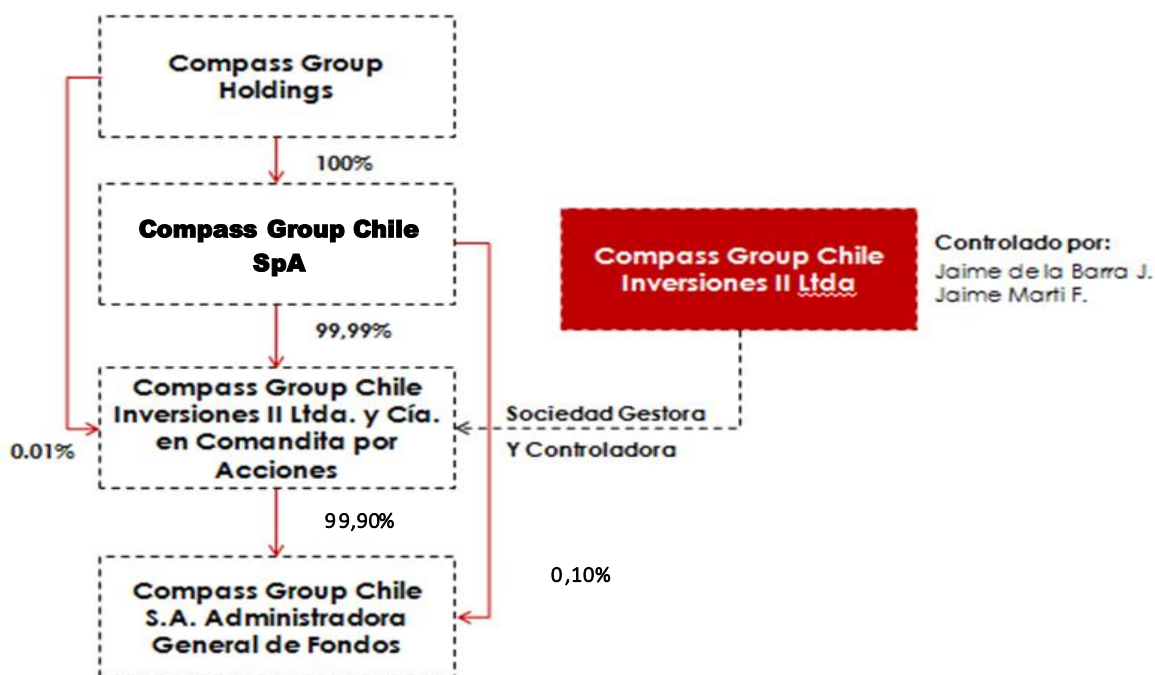 Compass Group
Holdings
100%
Compass Group Chile
SpA
99,99%
Compass Group Chile
Inversiones II Ltda
Controlado por:
Jaime de la Barra J.
Jaime Marti F.
Compass Group Chile
Inversiones II Ltda. y Cía.
en Comandita por
Acciones
0.01%
Sociedad Gestora
Y Controladora
99,90%
0,10%
Compass Group Chile
S.A. Administradora
General de Fondos